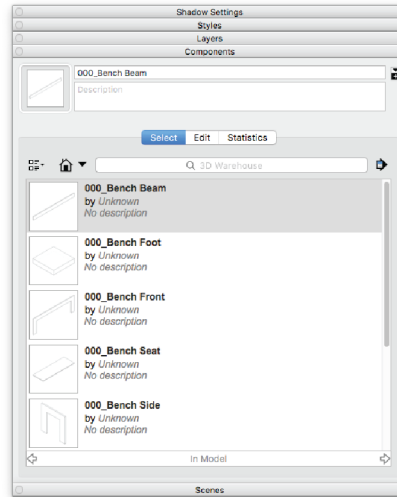 Shadow Settings
Styles
Layers
Components
000_Bench Beam
Description
Select Edit Statistics
3D Warehouse
000_Bench Beam
by Unknown
No description
000_Bench Foot
by Unknown
No description
000_Bench Front
by Unknown
No description
000_Bench Seat
by Unknown
No description
000_Bench Side
by Unknown
No description
In Model
Scenes